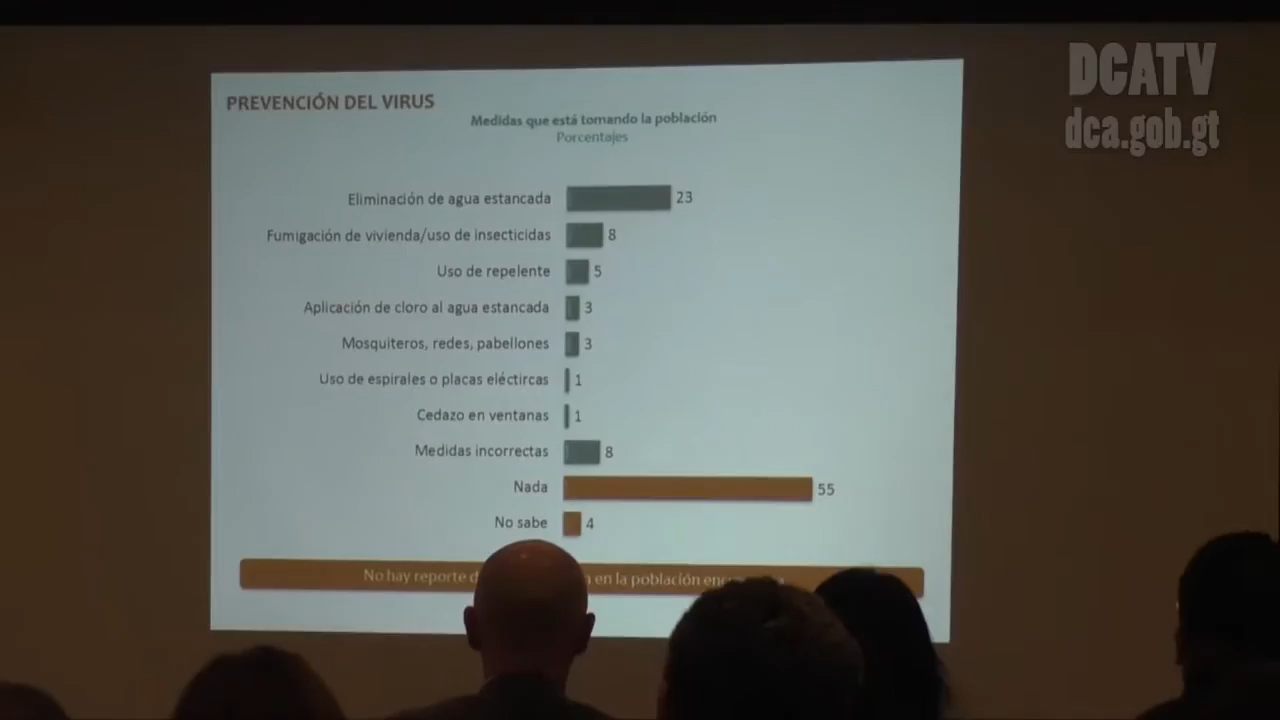 DCATV
dca.gob.gt
PREVENCIÓN DEL VIRUS
Medidas que está tomando la población
Porcentajes
Eliminación de agua estancada 23
Fumigación de vivienda/uso de insecticidas 8
Uso de repelente 5
Aplicación de cloro al agua estancada 3
Mosquiteros, redes, pabellones 3
Uso de espirales o placas eléctircas 1
Cedazo en ventanas 1
Medidas incorrectas 8
Nada 55
No sabe 4
No hay reporte en la población